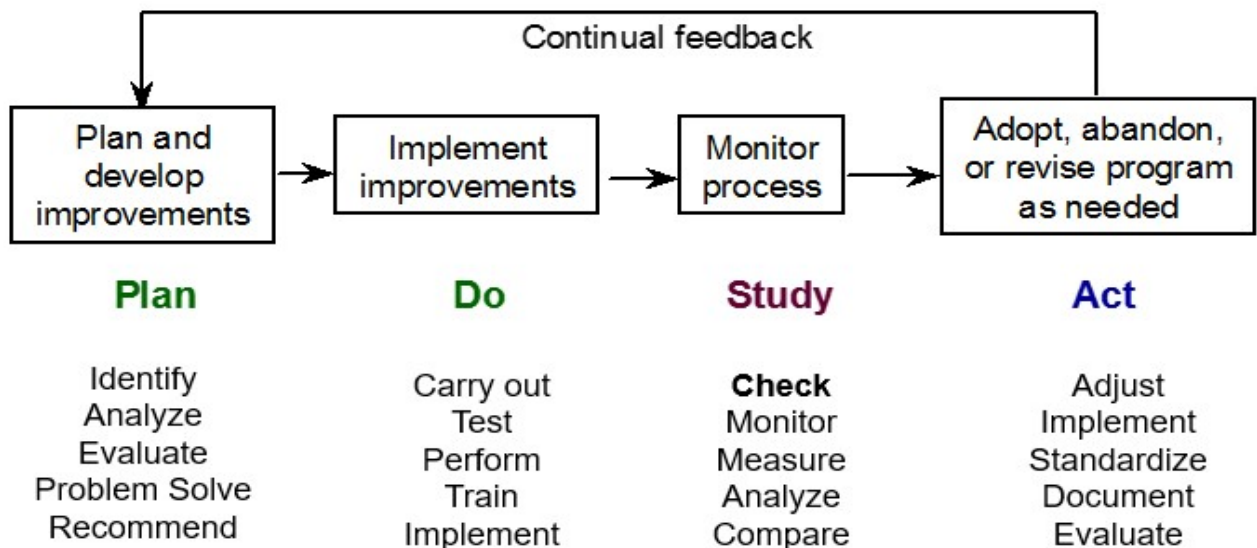 Continual feedback
Plan and
develop
improvements
Implement
improvements
Monitor
process
Adopt, abandon,
or revise program
as needed
Plan
Do
Study
Act
Identify
Analyze
Evaluate
Problem Solve
Recommend
Carry out
Test
Perform
Train
Implement
Check
Monitor
Measure
Analyze
Compare
Adjust
Implement
Standardize
Document
Evaluate